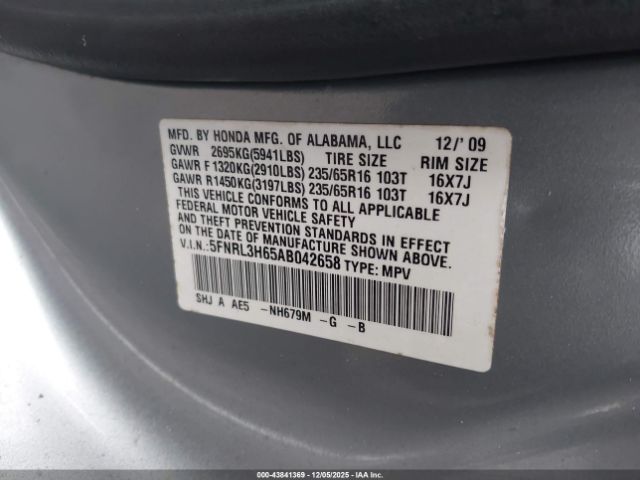 MFD. BY HONDA MFG. OF ALABAMA, LLC 12/' 09
GVWR 2695KG(5941LBS) TIRE SIZE RIM SIZE
GAWR F 1320KG(2910LBS) 235/65R16 103T 16X7J
GAWR R1450KG(3197LBS) 235/65R16 103T 16X7J
THIS VEHICLE CONFORMS TO ALL APPLICABLE
FEDERAL MOTOR VEHICLE SAFETY
AND THEFT PREVENTION STANDARDS IN EFFECT
ON THE DATE OF MANUFACTURE SHOWN ABOVE.
V.I.N.:5FNRL3H65AB042658 TYPE: MPV
SHJ A AE5 -NH679M -G -B
© - 43841369 - 12/05/2025 - IAAI.COM